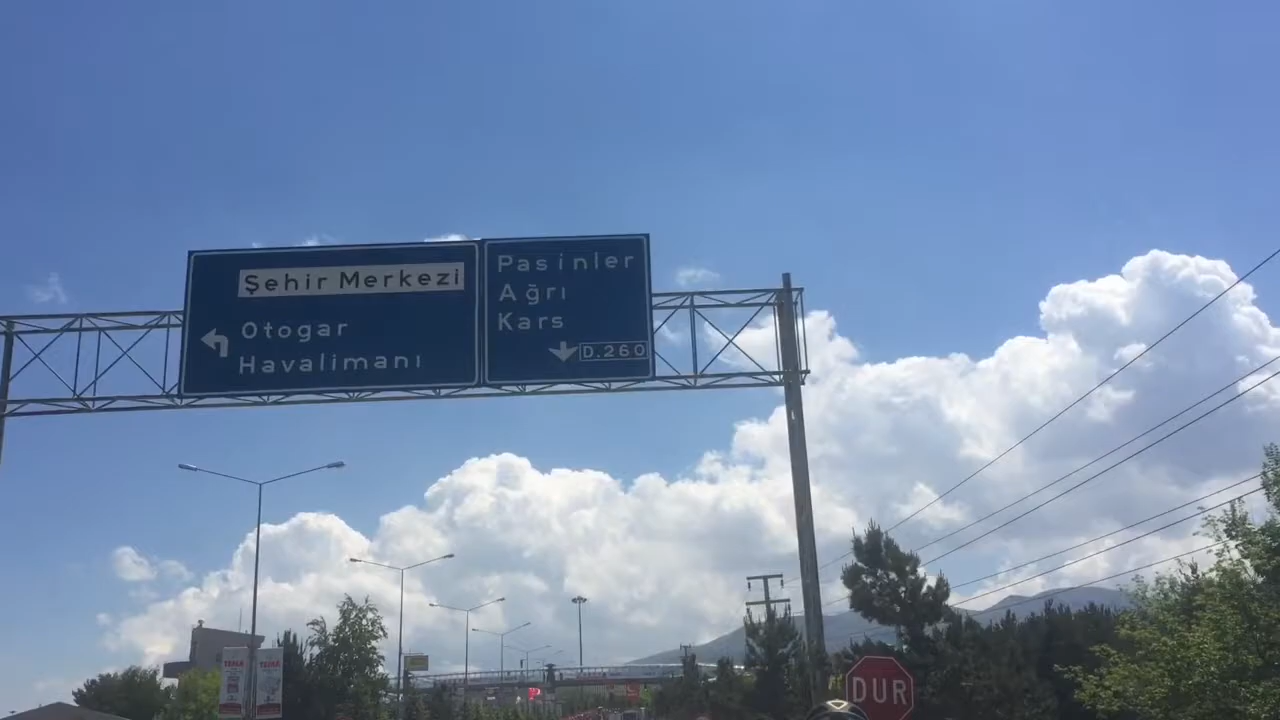 Şehir Merkezi
Otogar
Havalimanı
Pasinler
Ağrı
Kars
D.260
DUR